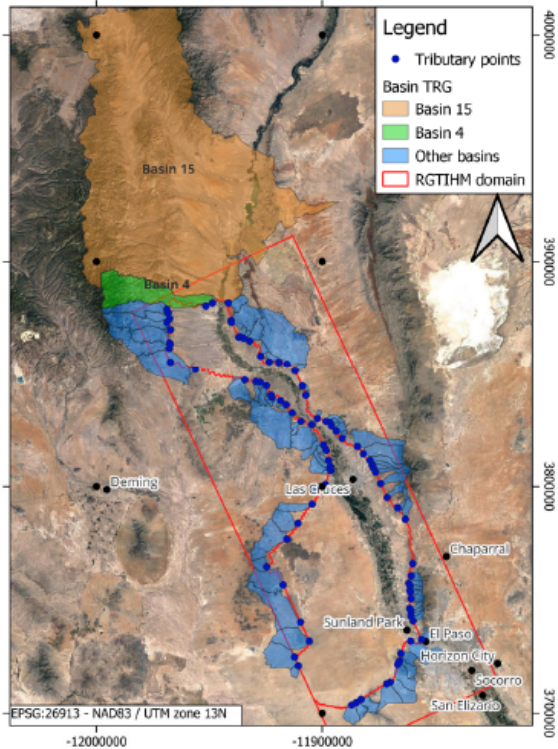 Legend
Tributary points
Basin TRG
Basin 15
Basin 4
Other basins
RGTIHM domain
4000000
Basin 15
3900000
Basin 4
3800000
Deming
Las Cruces
Chaparral
Sunland Park
El Paso
Horizon City
Socorro
San Elizario
3700000
EPSG:26913 - NAD83 / UTM zone 13N
-12000000
-11900000